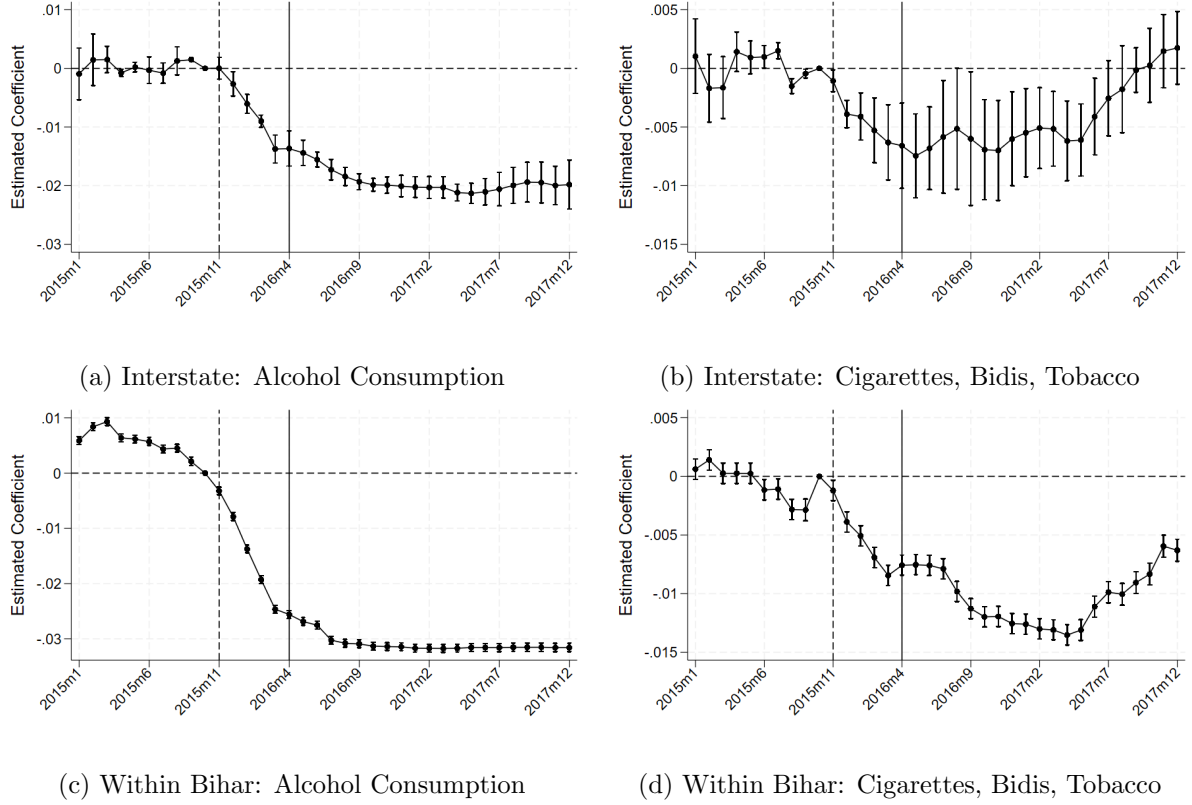 .01
0
-.01
-.02
-.03
Estimated Coefficient
2015m1
2015m6
2015m11
2016m4
2016m9
2017m2
2017m7
2017m12
(a) Interstate: Alcohol Consumption
.005
0
-.005
-.01
-.015
Estimated Coefficient
2015m1
2015m6
2015m11
2016m4
2016m9
2017m2
2017m7
2017m12
(b) Interstate: Cigarettes, Bidis, Tobacco
.01
0
-.01
-.02
-.03
Estimated Coefficient
2015m1
2015m6
2015m11
2016m4
2016m9
2017m2
2017m7
2017m12
(c) Within Bihar: Alcohol Consumption
.005
0
-.005
-.01
-.015
Estimated Coefficient
2015m1
2015m6
2015m11
2016m4
2016m9
2017m2
2017m7
2017m12
(d) Within Bihar: Cigarettes, Bidis, Tobacco